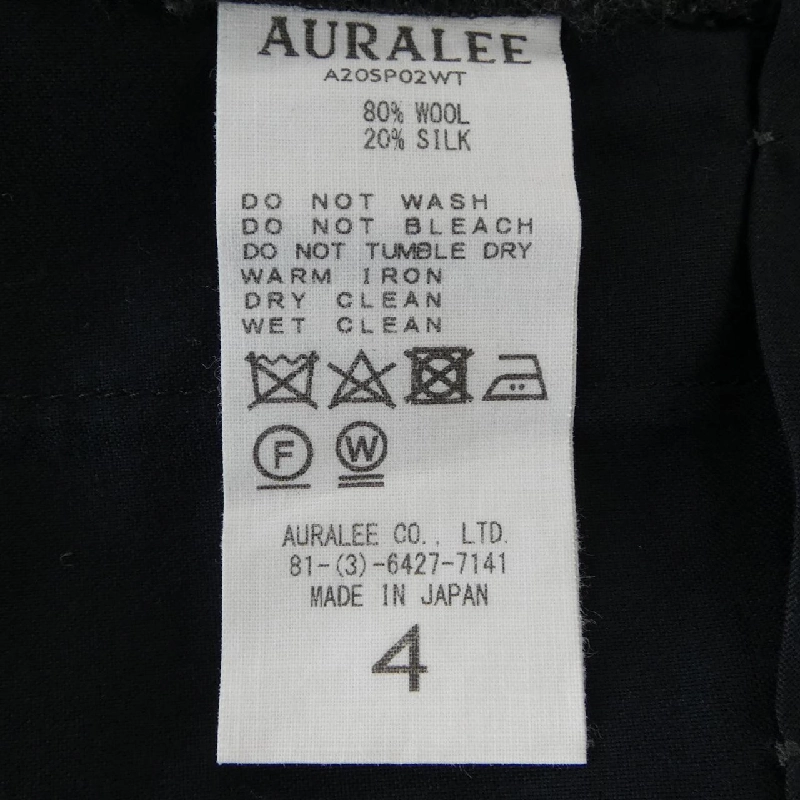 AURALEE
A20SP02WT
80% WOOL
20% SILK
DO NOT WASH
DO NOT BLEACH
DO NOT TUMBLE DRY
WARM IRON
DRY CLEAN
WET CLEAN
F W
AURALEE CO., LTD.
81-(3)-6427-7141
MADE IN JAPAN
4